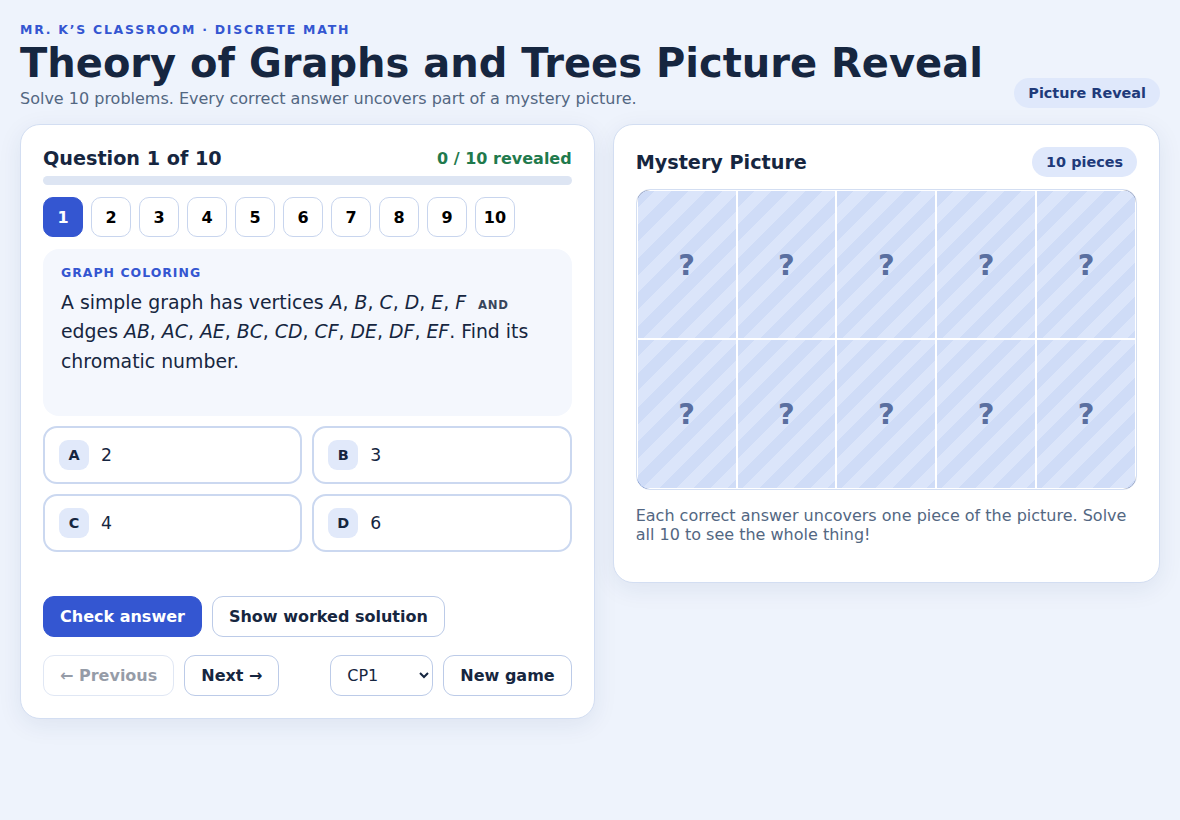 MR. K’S CLASSROOM · DISCRETE MATH
Theory of Graphs and Trees Picture Reveal
Solve 10 problems. Every correct answer uncovers part of a mystery picture.
Picture Reveal
Question 1 of 10
0 / 10 revealed
1 2 3 4 5 6 7 8 9 10
GRAPH COLORING
A simple graph has vertices A, B, C, D, E, F AND
edges AB, AC, AE, BC, CD, CF, DE, DF, EF. Find its
chromatic number.
A 2
B 3
C 4
D 6
Check answer
Show worked solution
← Previous
Next →
CP1
New game
Mystery Picture
10 pieces
? ? ? ? ?
? ? ? ? ?
Each correct answer uncovers one piece of the picture. Solve
all 10 to see the whole thing!